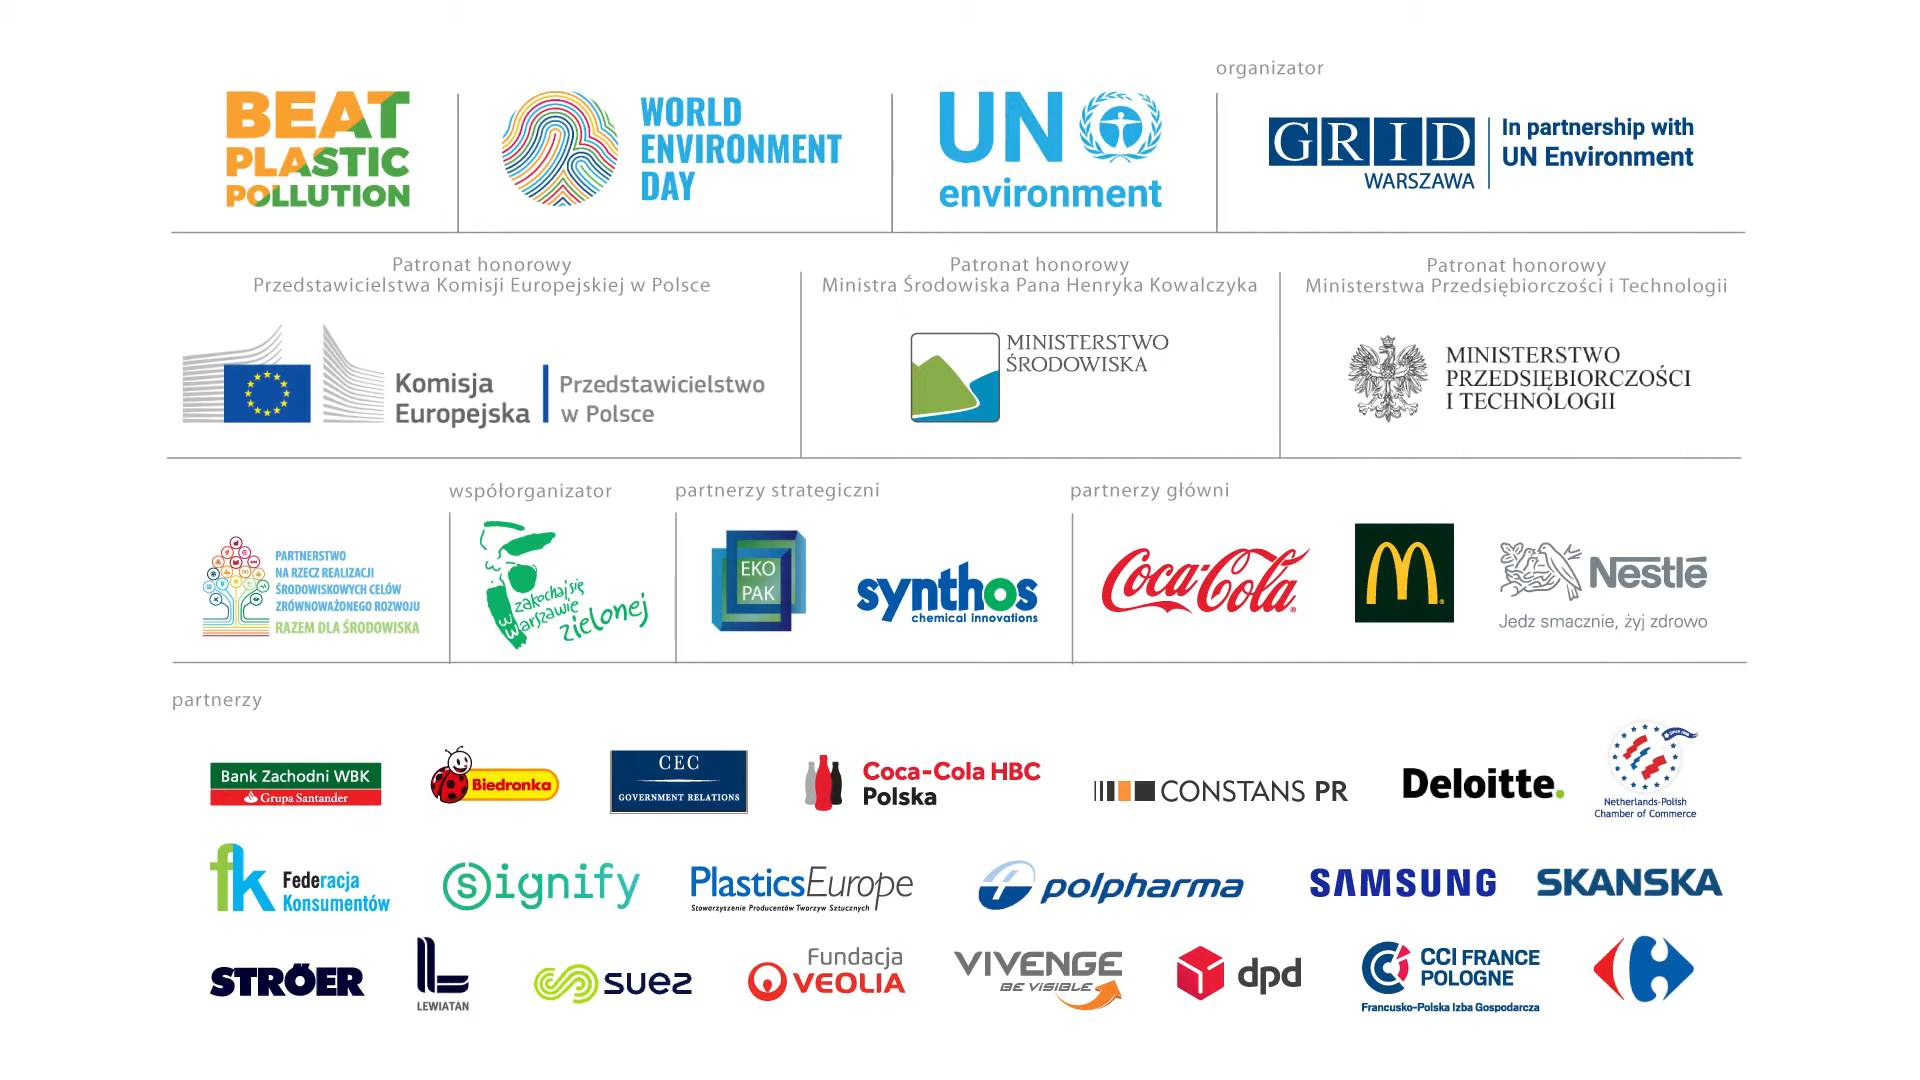 organizator
BEAT
PLASTIC
POLLUTION
WORLD
ENVIRONMENT
DAY
UN
environment
GRID
WARSZAWA
In partnership with
UN Environment
Patronat honorowy
Przedstawicielstwa Komisji Europejskiej w Polsce
Komisja
Europejska
Przedstawicielstwo
w Polsce
Patronat honorowy
Ministra Środowiska Pana Henryka Kowalczyka
MINISTERSTWO
ŚRODOWISKA
Patronat honorowy
Ministerstwa Przedsiębiorczości i Technologii
MINISTERSTWO
PRZEDSIĘBIORCZOŚCI
I TECHNOLOGII
PARTNERSTWO
NA RZECZ REALIZACJI
ŚRODOWISKOWYCH CELÓW
ZRÓWNOWAŻONEGO ROZWOJU
RAZEM DLA ŚRODOWISKA
współorganizator
zakochaj się
w warszawie
zielonej
partnerzy strategiczni
EKO
PAK
synthos
chemical innovations
partnerzy główni
Coca-Cola
M
Nestlé
Jedz smacznie, żyj zdrowo
partnerzy
Bank Zachodni WBK
Grupa Santander
Biedronka
CEC
GOVERNMENT RELATIONS
Coca-Cola HBC
Polska
CONSTANS PR
Deloitte.
Netherlands-Polish
Chamber of Commerce
fk
Federacja
Konsumentów
Signify
PlasticsEurope
Stowarzyszenie Producentów Tworzyw Sztucznych
polpharma
SAMSUNG
SKANSKA
STRÖER
LEWIATAN
suez
Fundacja
VEOLIA
VIVENGE
BE VISIBLE
dpd
CCI FRANCE
POLOGNE
Francusko-Polska Izba Gospodarcza